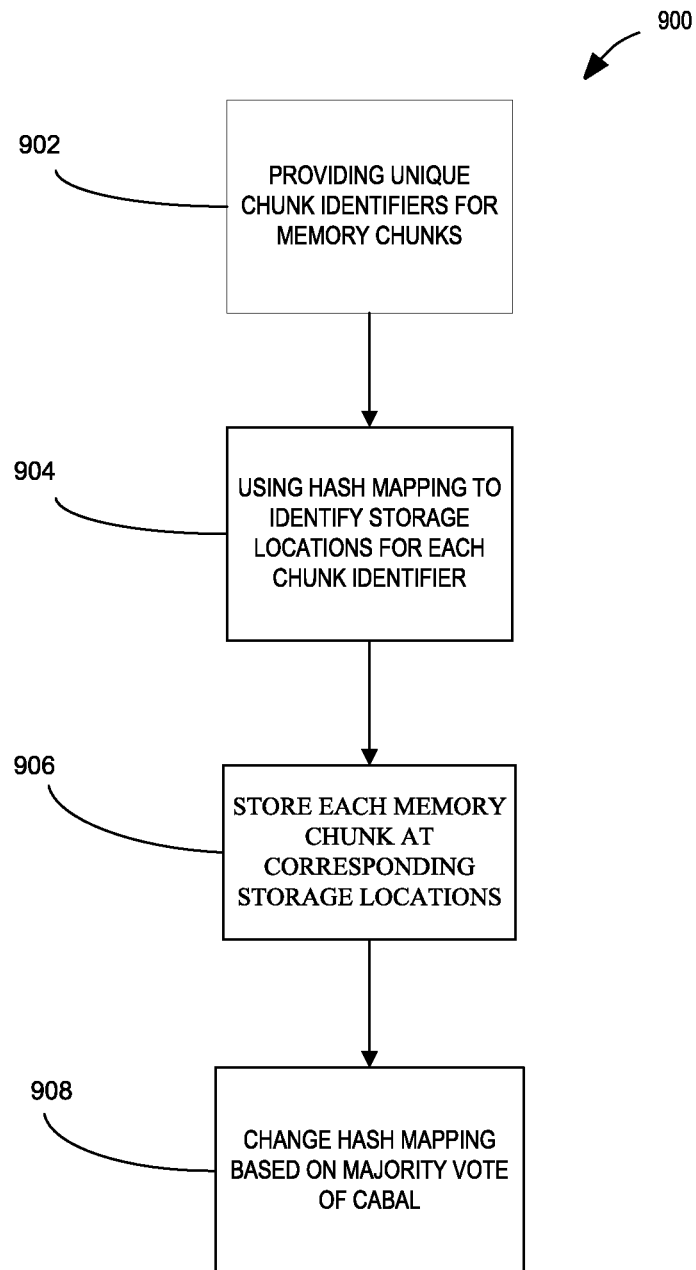 900
902
PROVIDING UNIQUE
CHUNK IDENTIFIERS FOR
MEMORY CHUNKS
904
USING HASH MAPPING TO
IDENTIFY STORAGE
LOCATIONS FOR EACH
CHUNK IDENTIFIER
906
STORE EACH MEMORY
CHUNK AT
CORRESPONDING
STORAGE LOCATIONS
908
CHANGE HASH MAPPING
BASED ON MAJORITY VOTE
OF CABAL